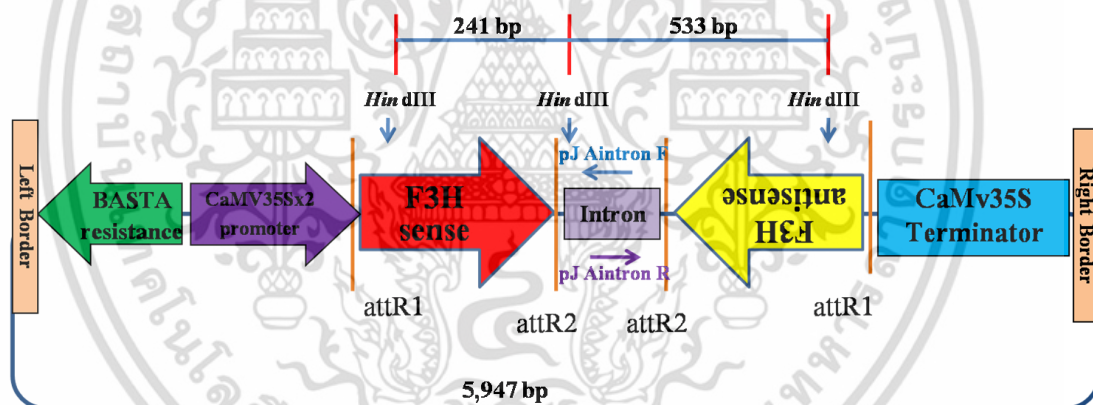 241 bp
533 bp
Hin dIII
Hin dIII
Hin dIII
Left Border
BASTA
resistance
CaMV35Sx2
promoter
F3H
sense
pJ Aintron F
Intron
pJ Aintron R
F3H
antisense
CaMv35S
Terminator
Right Border
attR1
attR2
attR2
attR1
5,947 bp